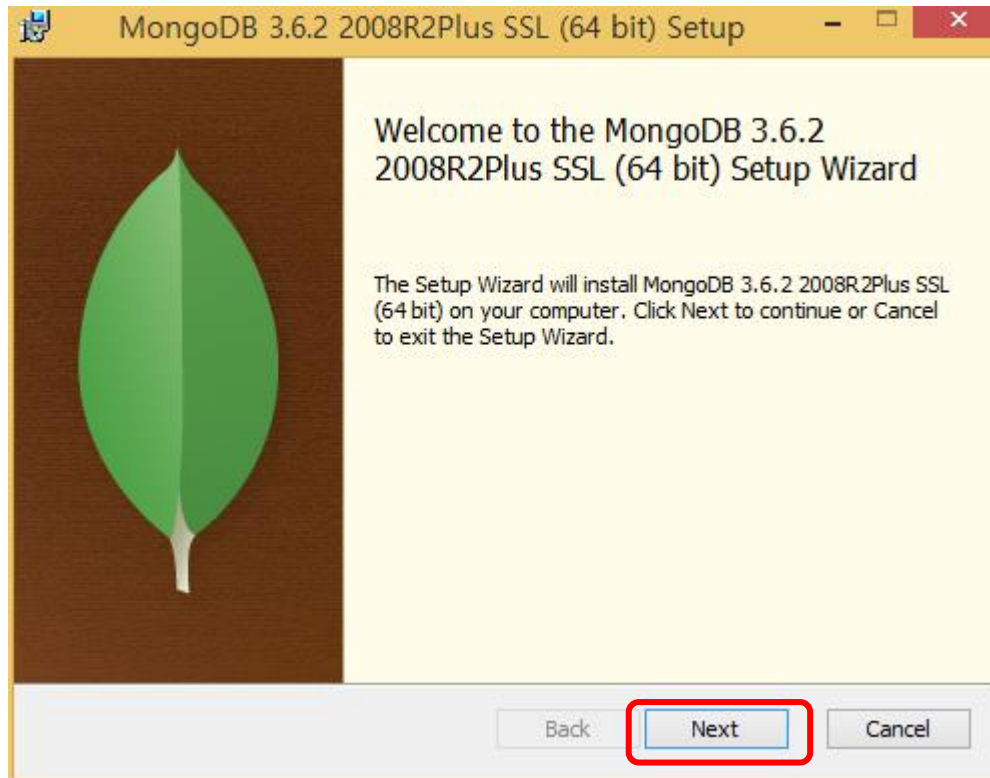 MongoDB 3.6.2 2008R2Plus SSL (64 bit) Setup
Welcome to the MongoDB 3.6.2
2008R2Plus SSL (64 bit) Setup Wizard
The Setup Wizard will install MongoDB 3.6.2 2008R2Plus SSL
(64 bit) on your computer. Click Next to continue or Cancel
to exit the Setup Wizard.
Back Next Cancel